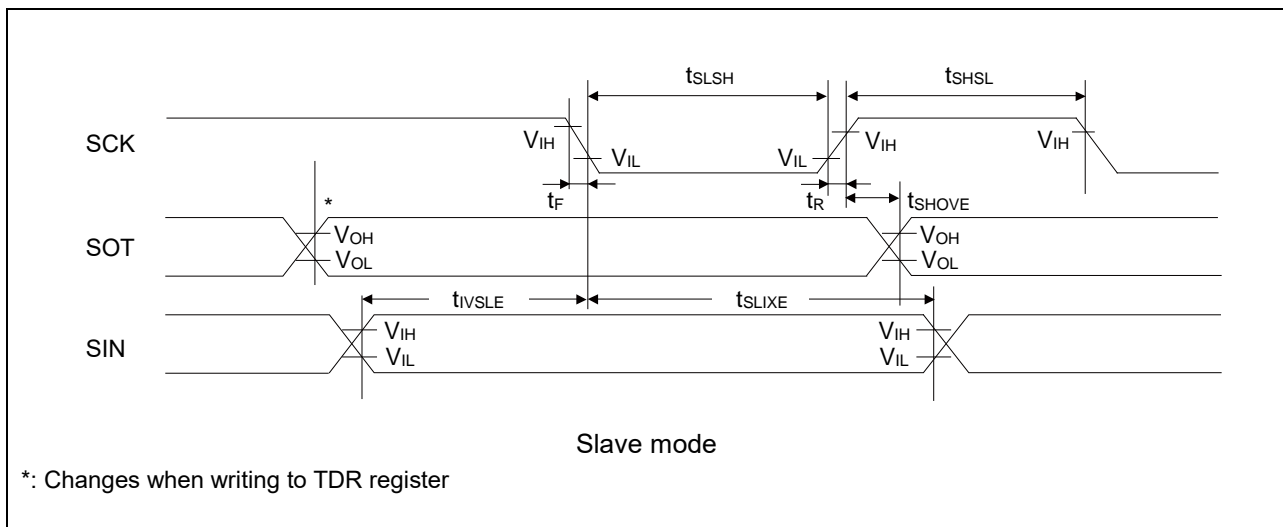 tSLSH tSHSL
SCK VIH VIL VIL VIH VIH
tF tR tSHOVE
*
SOT VOH VOH
VOL VOL
tIVSLE tSLIXE
SIN VIH VIH
VIL VIL
Slave mode
*: Changes when writing to TDR register